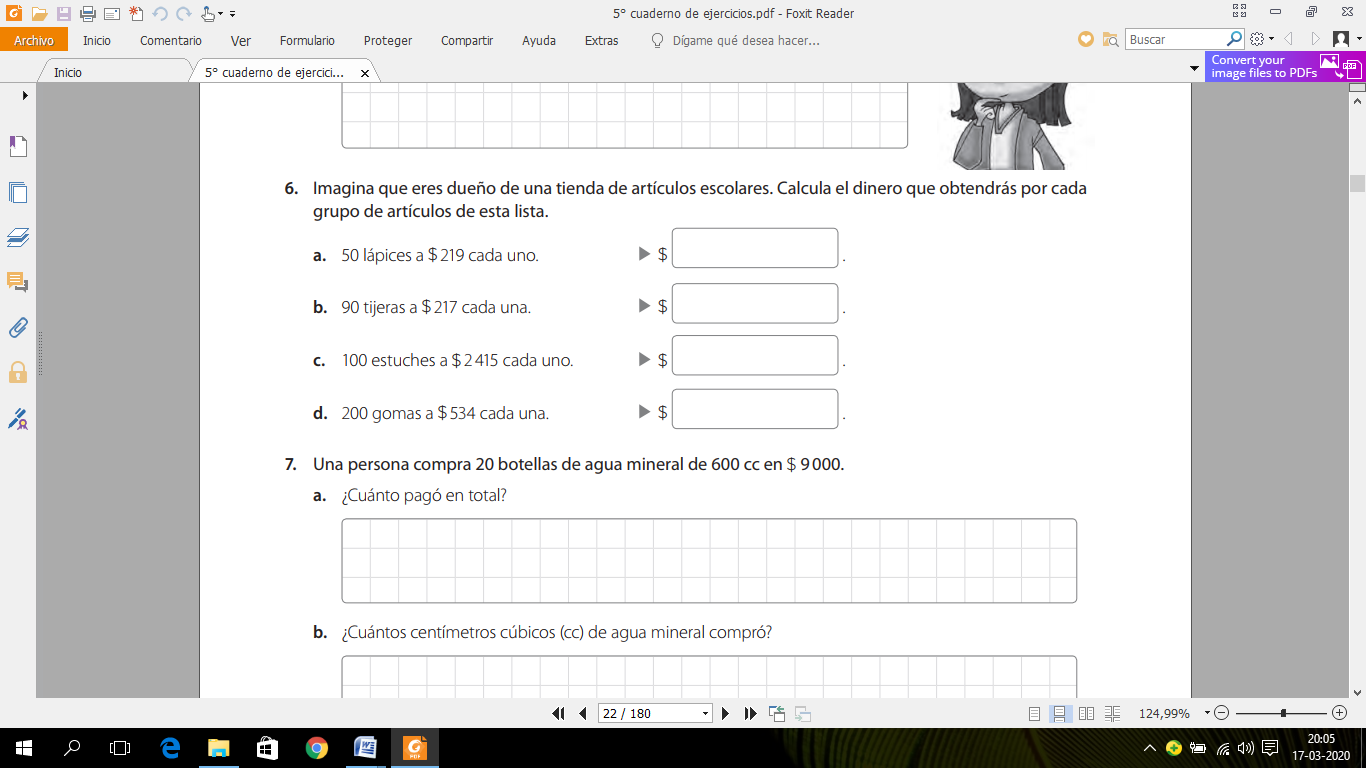 5° cuaderno de ejercicios.pdf - Foxit Reader
Archivo Inicio Comentario Ver Formulario Proteger Compartir Ayuda Extras Dígame qué desea hacer... Buscar
Inicio 5° cuaderno de ejercici... Convert your
image files to PDFs
6. Imagina que eres dueño de una tienda de artículos escolares. Calcula el dinero que obtendrás por cada
grupo de artículos de esta lista.
a. 50 lápices a $ 219 cada uno. $ .
b. 90 tijeras a $ 217 cada una. $ .
c. 100 estuches a $ 2 415 cada uno. $ .
d. 200 gomas a $ 534 cada una. $ .
7. Una persona compra 20 botellas de agua mineral de 600 cc en $ 9 000.
a. ¿Cuánto pagó en total?
b. ¿Cuántos centímetros cúbicos (cc) de agua mineral compró?
22 / 180 124,99%
20:05
17-03-2020